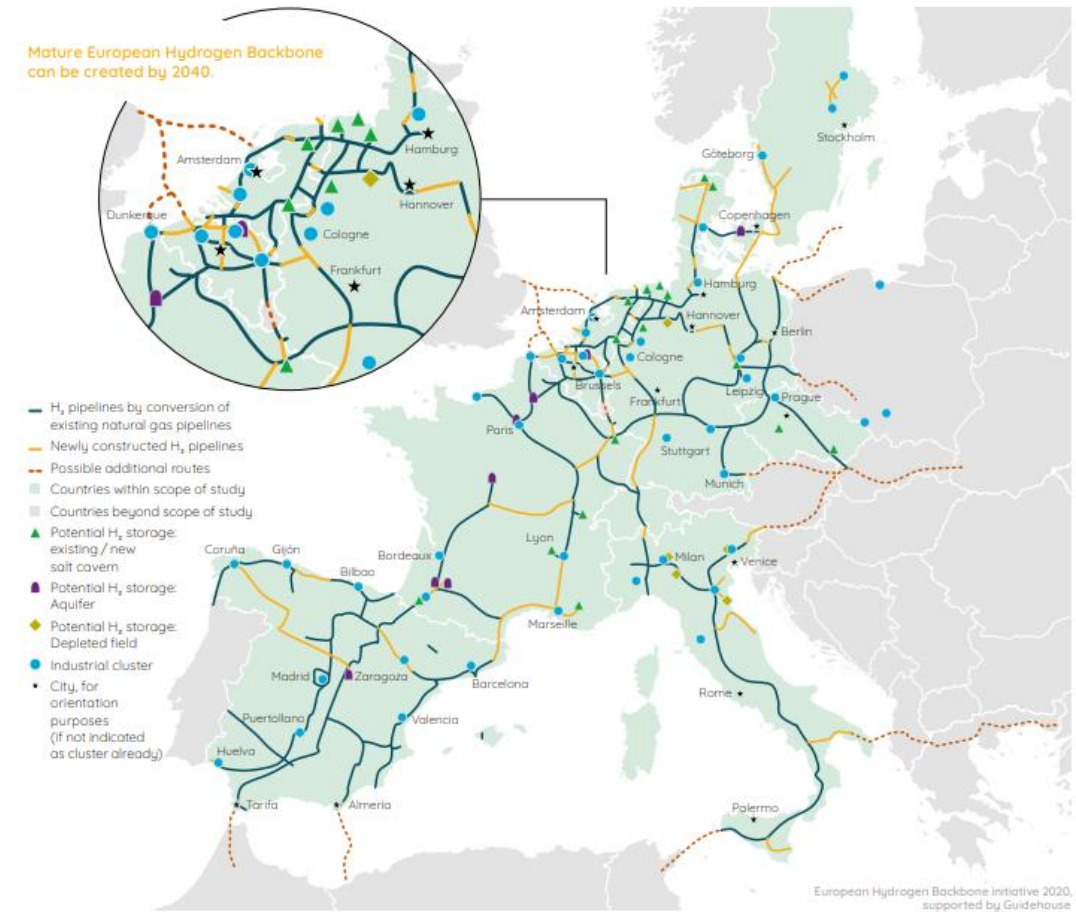 Mature European Hydrogen Backbone
can be created by 2040.
Amsterdam
Hamburg
Hannover
Dunkerque
Cologne
Frankfurt
Stockholm
Göteborg
Copenhagen
Hamburg
Amsterdam
Hannover
Berlin
Cologne
Brussels
Leipzig
Frankfurt
Prague
Paris
Stuttgart
Munich
Lyon
Milan
Venice
Coruña
Gijón
Bordeaux
Bilbao
Marseille
Madrid
Zaragoza
Barcelona
Rome
Puertollano
Valencia
Huelva
Tarifa
Almería
Palermo
H₂ pipelines by conversion of
existing natural gas pipelines
Newly constructed H₂ pipelines
Possible additional routes
Countries within scope of study
Countries beyond scope of study
Potential H₂ storage:
existing / new
salt cavern
Potential H₂ storage:
Aquifer
Potential H₂ storage:
Depleted field
Industrial cluster
City, for
orientation
purposes
(if not indicated
as cluster already)
European Hydrogen Backbone initiative 2020,
supported by Guidehouse